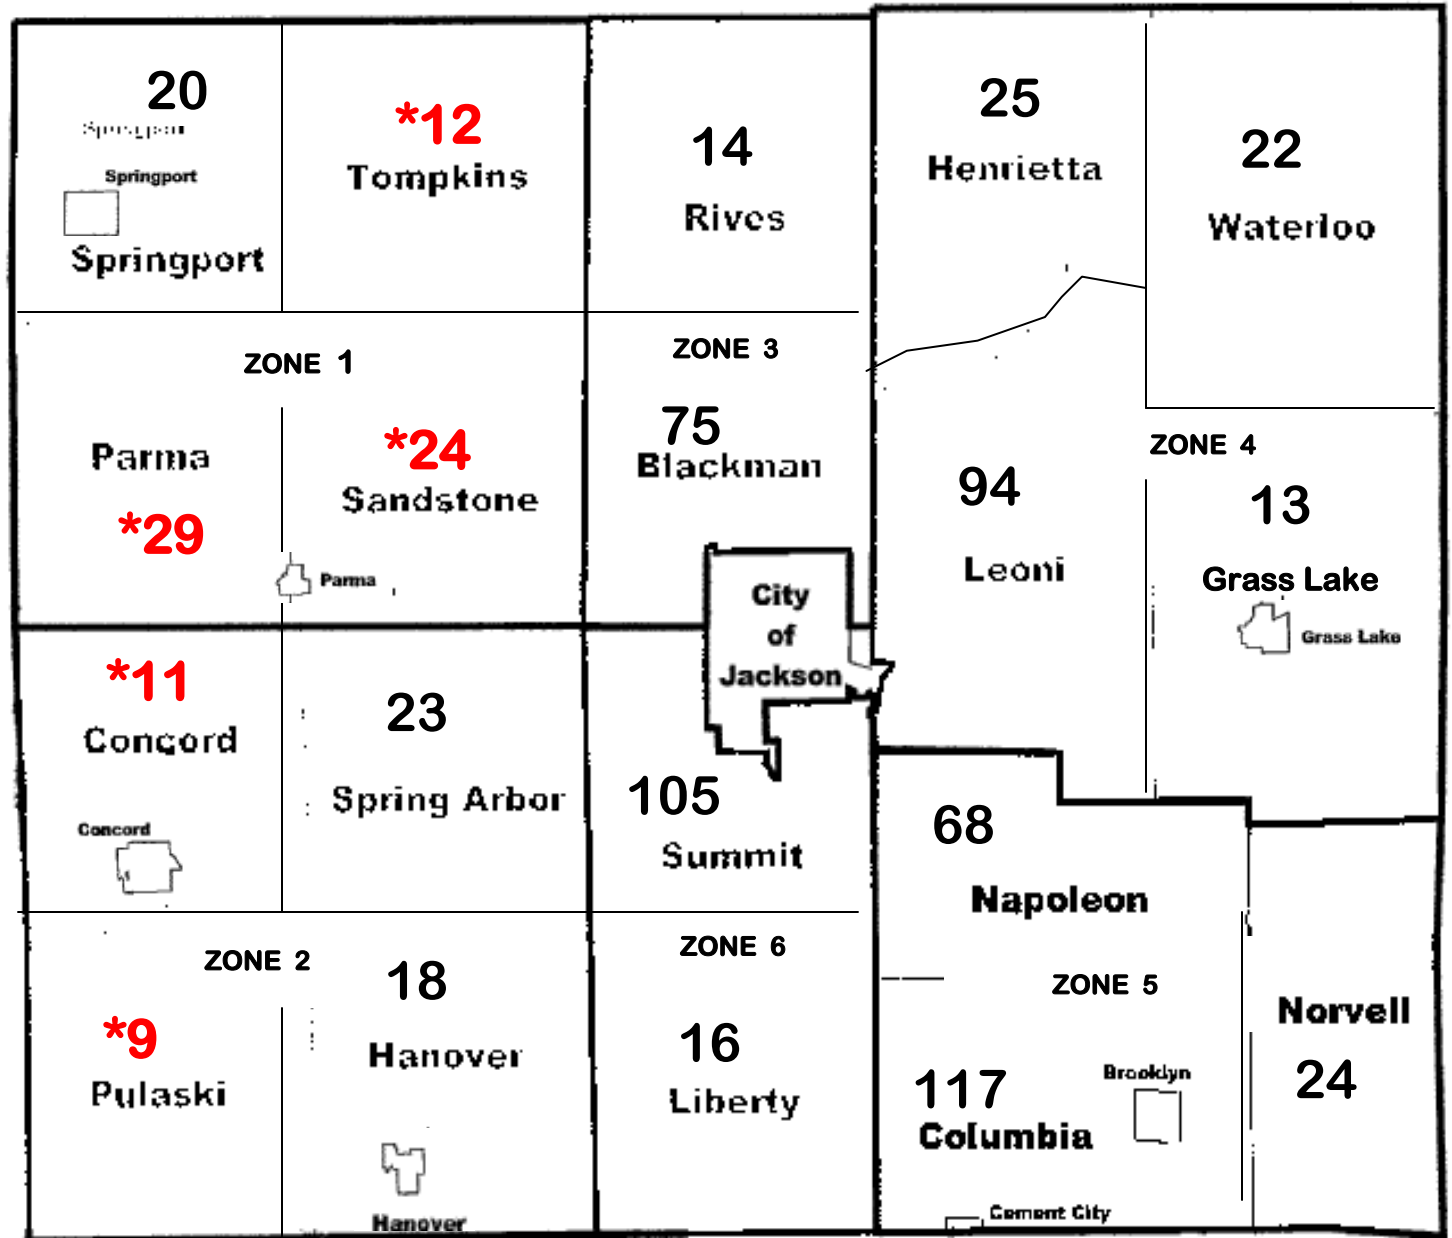 20
Springport
Springport
Springport
*12
Tompkins
14
Rives
25
Henrietta
22
Waterloo
ZONE 1
Parma
*29
*24
Sandstone
Parma
ZONE 3
75
Blackman
City
of
Jackson
94
Leoni
ZONE 4
13
Grass Lake
Grass Lake
*11
Concord
Concord
23
Spring Arbor
105
Summit
68
Napoleon
ZONE 2
*9
Pulaski
18
Hanover
Hanover
ZONE 6
16
Liberty
ZONE 5
117
Columbia
Brooklyn
Cement City
Norvell
24